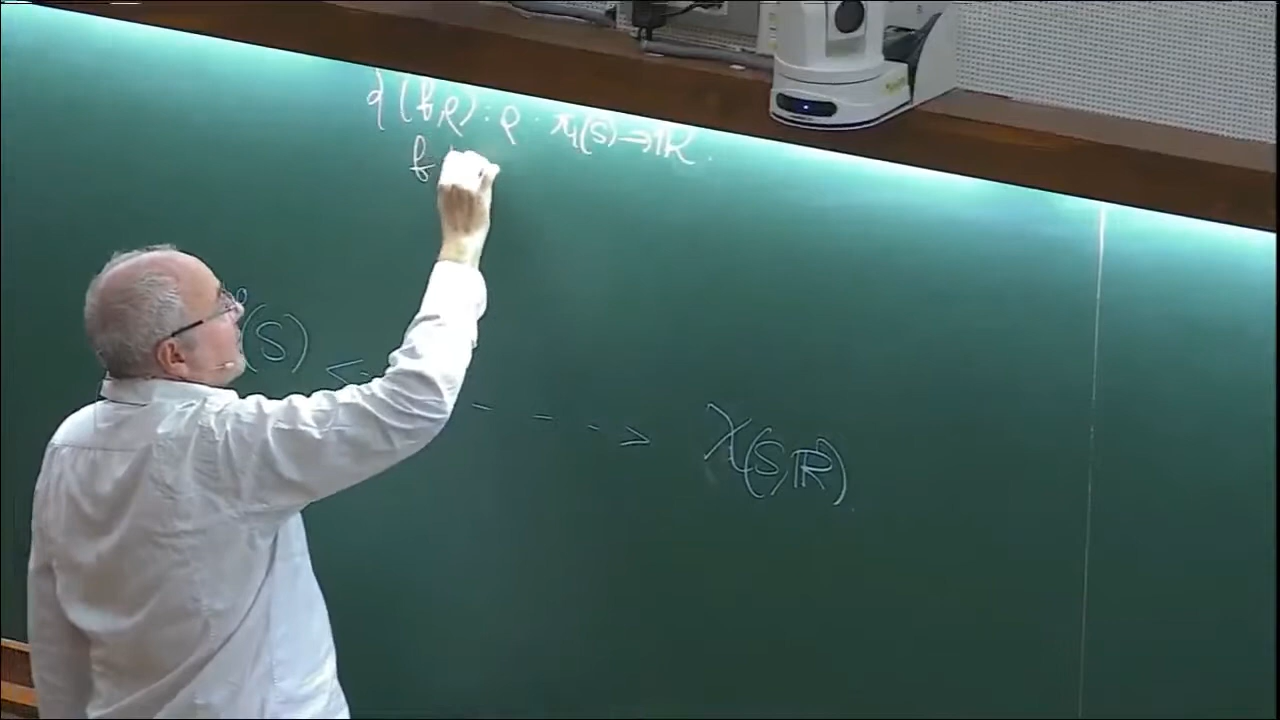 {(f, ρ) : ρ : π₁(S) → R .
f
(S) < - - - - >
χ(S, R)